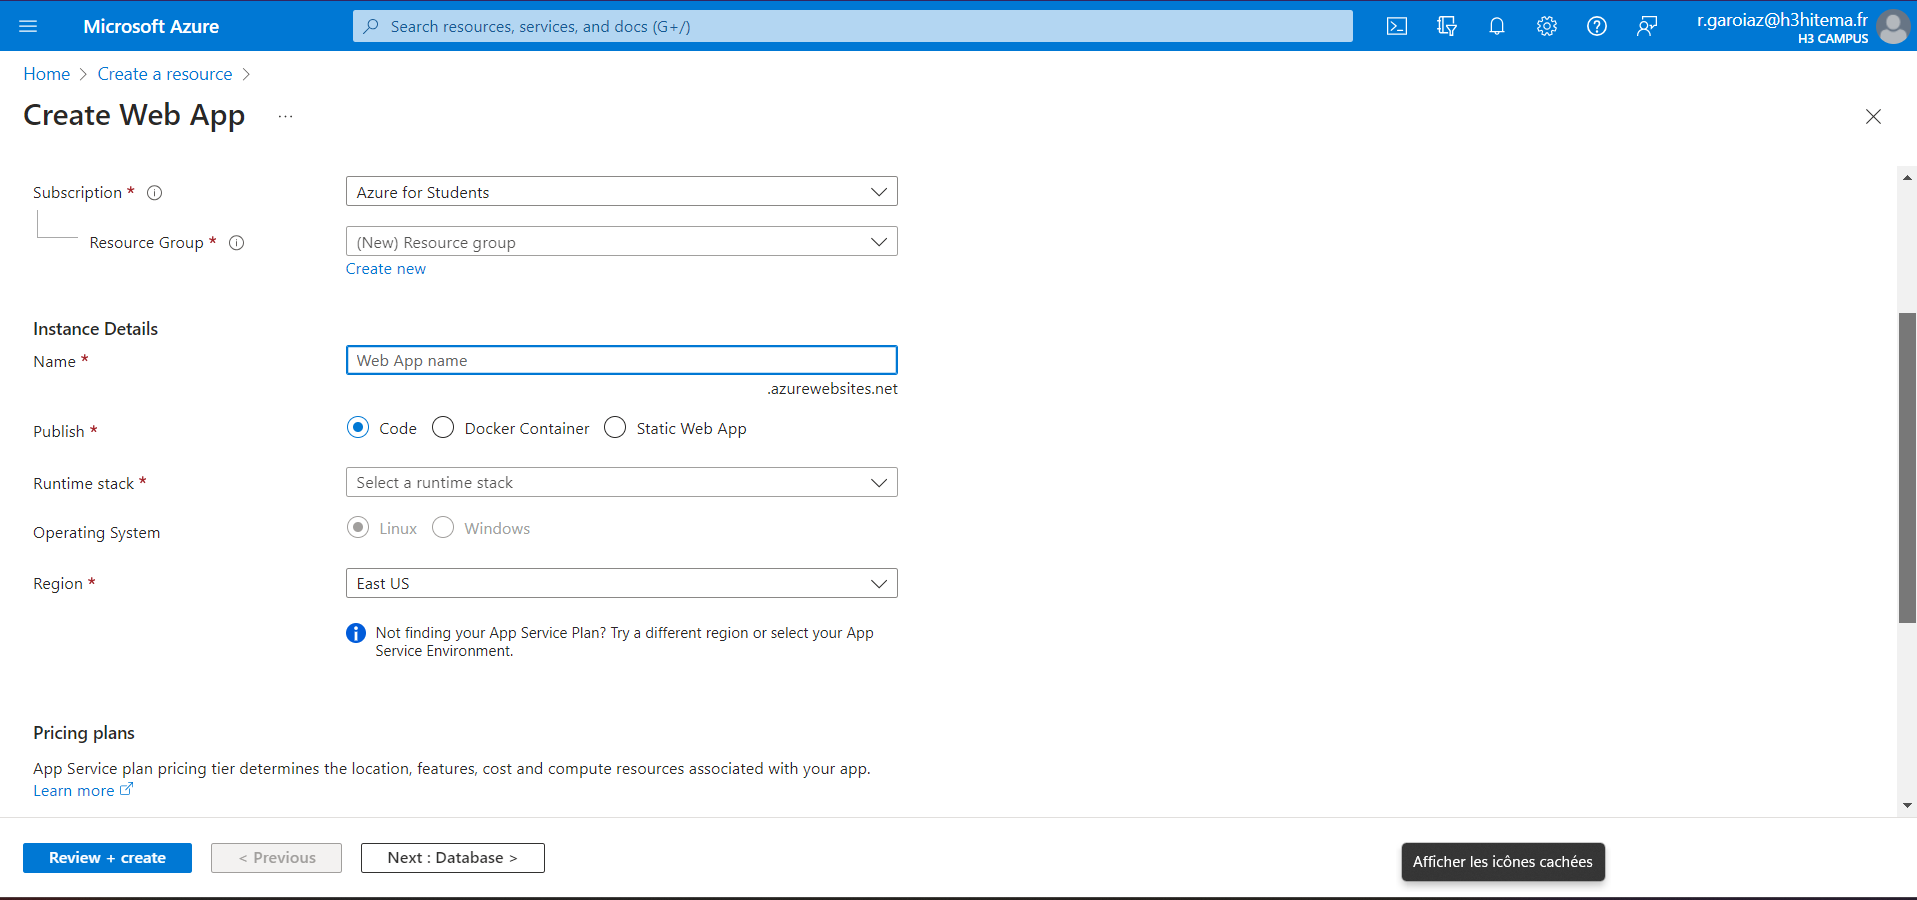 Microsoft Azure
Search resources, services, and docs (G+/)
r.garoiaz@h3hitema.fr
H3 CAMPUS
Home > Create a resource >
Create Web App ...
Subscription * Azure for Students
Resource Group * (New) Resource group
Create new
Instance Details
Name * Web App name
.azurewebsites.net
Publish * Code Docker Container Static Web App
Runtime stack * Select a runtime stack
Operating System Linux Windows
Region * East US
Not finding your App Service Plan? Try a different region or select your App
Service Environment.
Pricing plans
App Service plan pricing tier determines the location, features, cost and compute resources associated with your app.
Learn more
Review + create < Previous Next : Database >
Afficher les icônes cachées